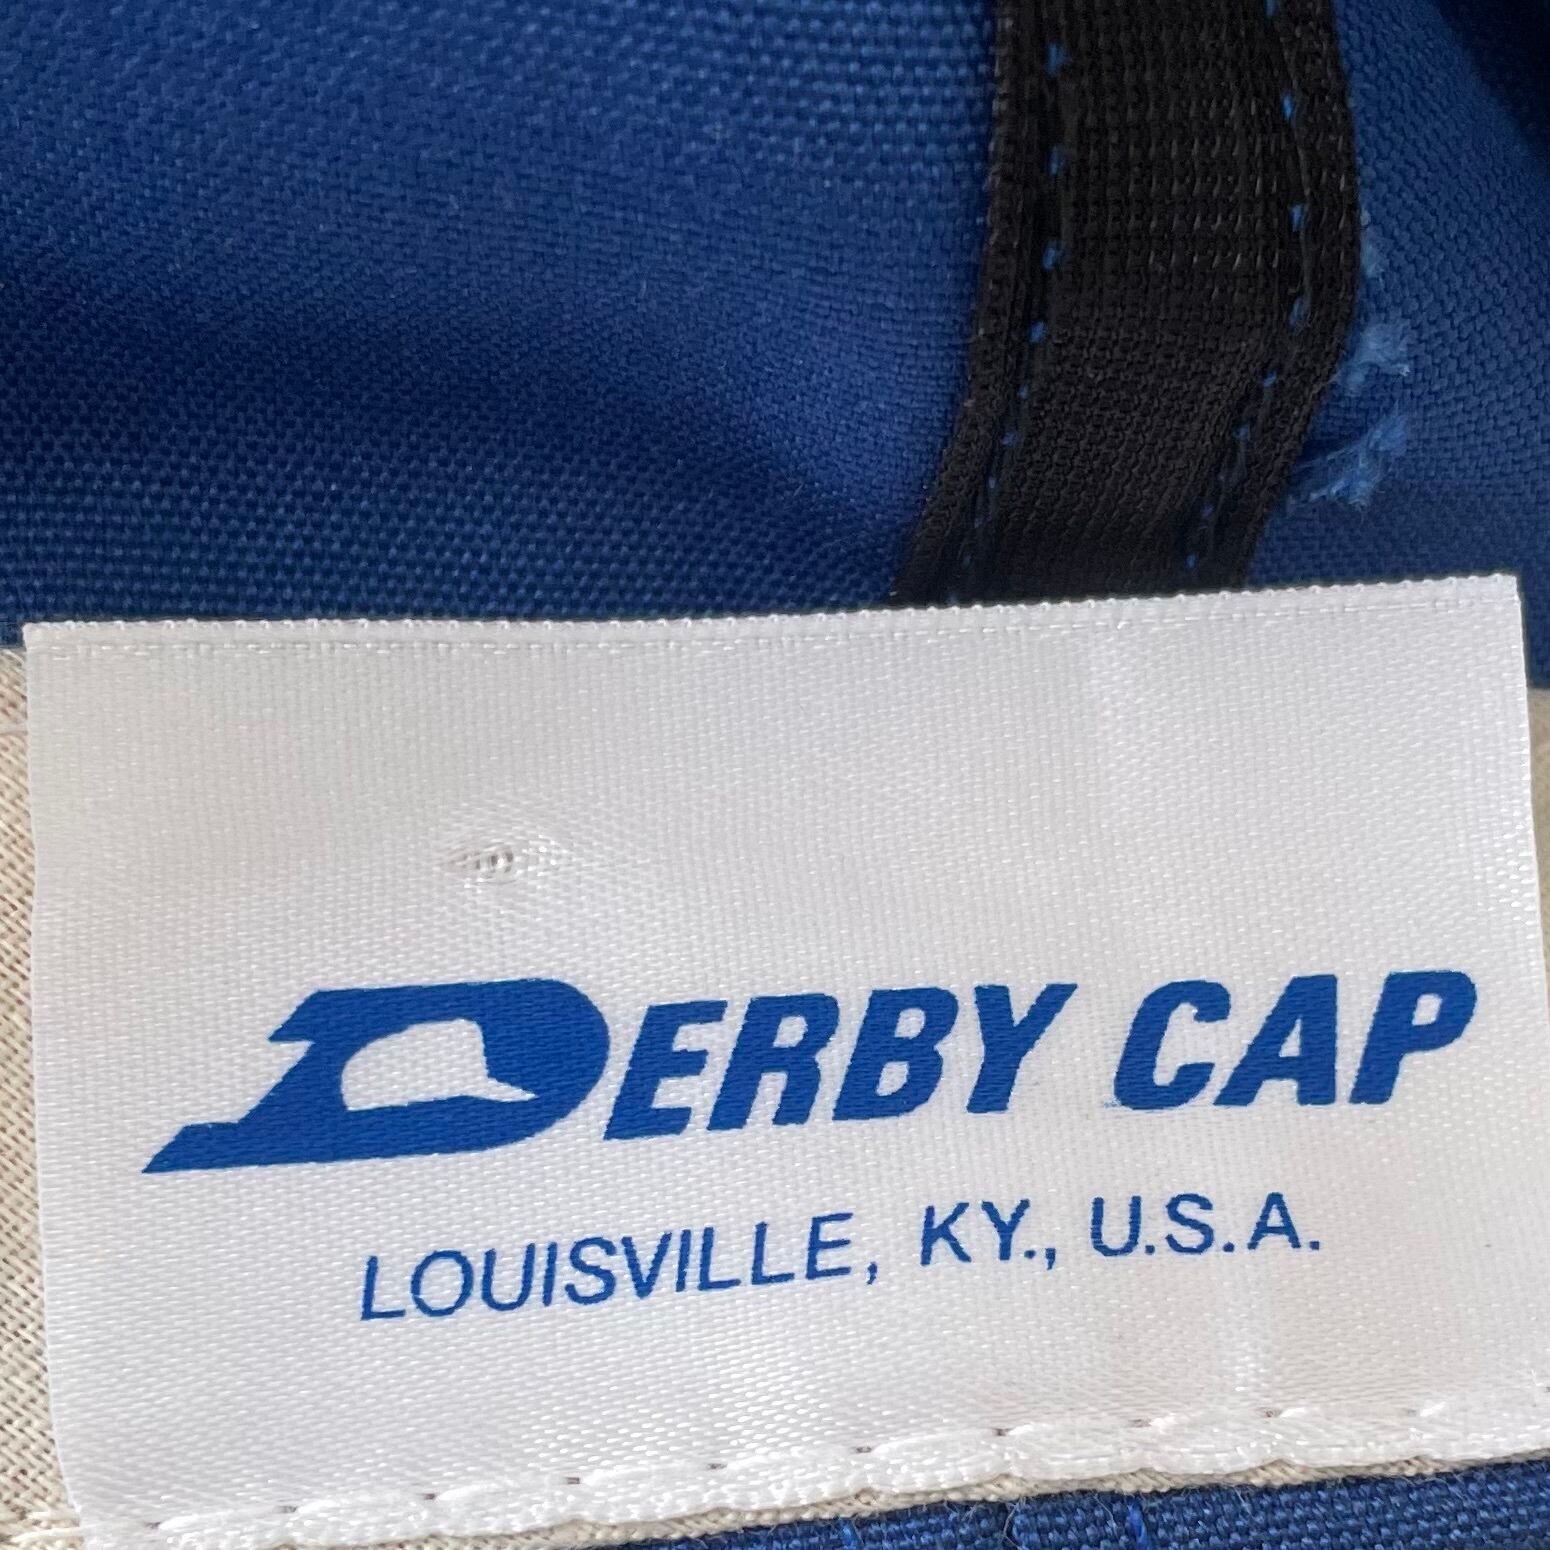 DERBY CAP
LOUISVILLE, KY., U.S.A.